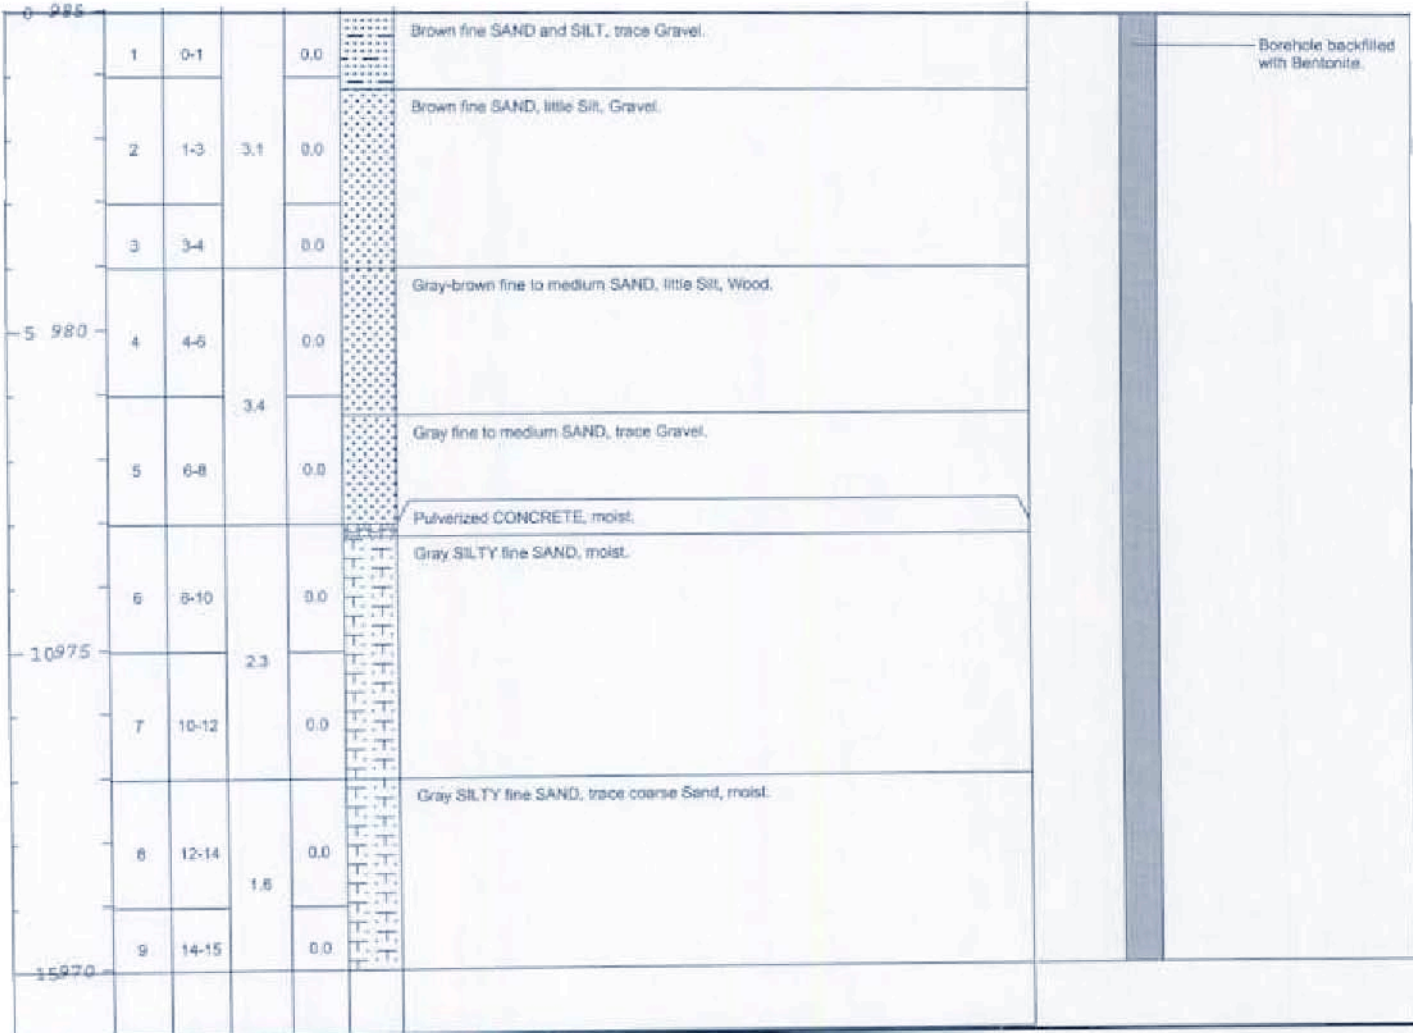 0 985
Brown fine SAND and SILT, trace Gravel.
Borehole backfilled
with Bentonite.
1 0-1 0.0
Brown fine SAND, little Silt, Gravel.
2 1-3 3.1 0.0
3 3-4 0.0
Gray-brown fine to medium SAND, little Silt, Wood.
5 980
4 4-6 0.0
3.4
Gray fine to medium SAND, trace Gravel.
5 6-8 0.0
Pulverized CONCRETE, moist.
Gray SILTY fine SAND, moist.
6 8-10 0.0
10 975
2.3
7 10-12 0.0
Gray SILTY fine SAND, trace coarse Sand, moist.
8 12-14 0.0
1.6
9 14-15 0.0
15 970